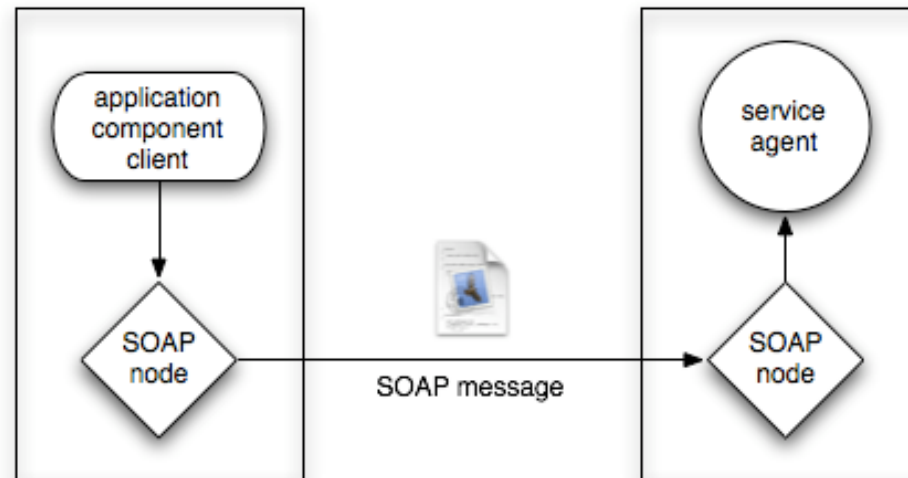 application
component
client
service
agent
SOAP
node
SOAP message
SOAP
node